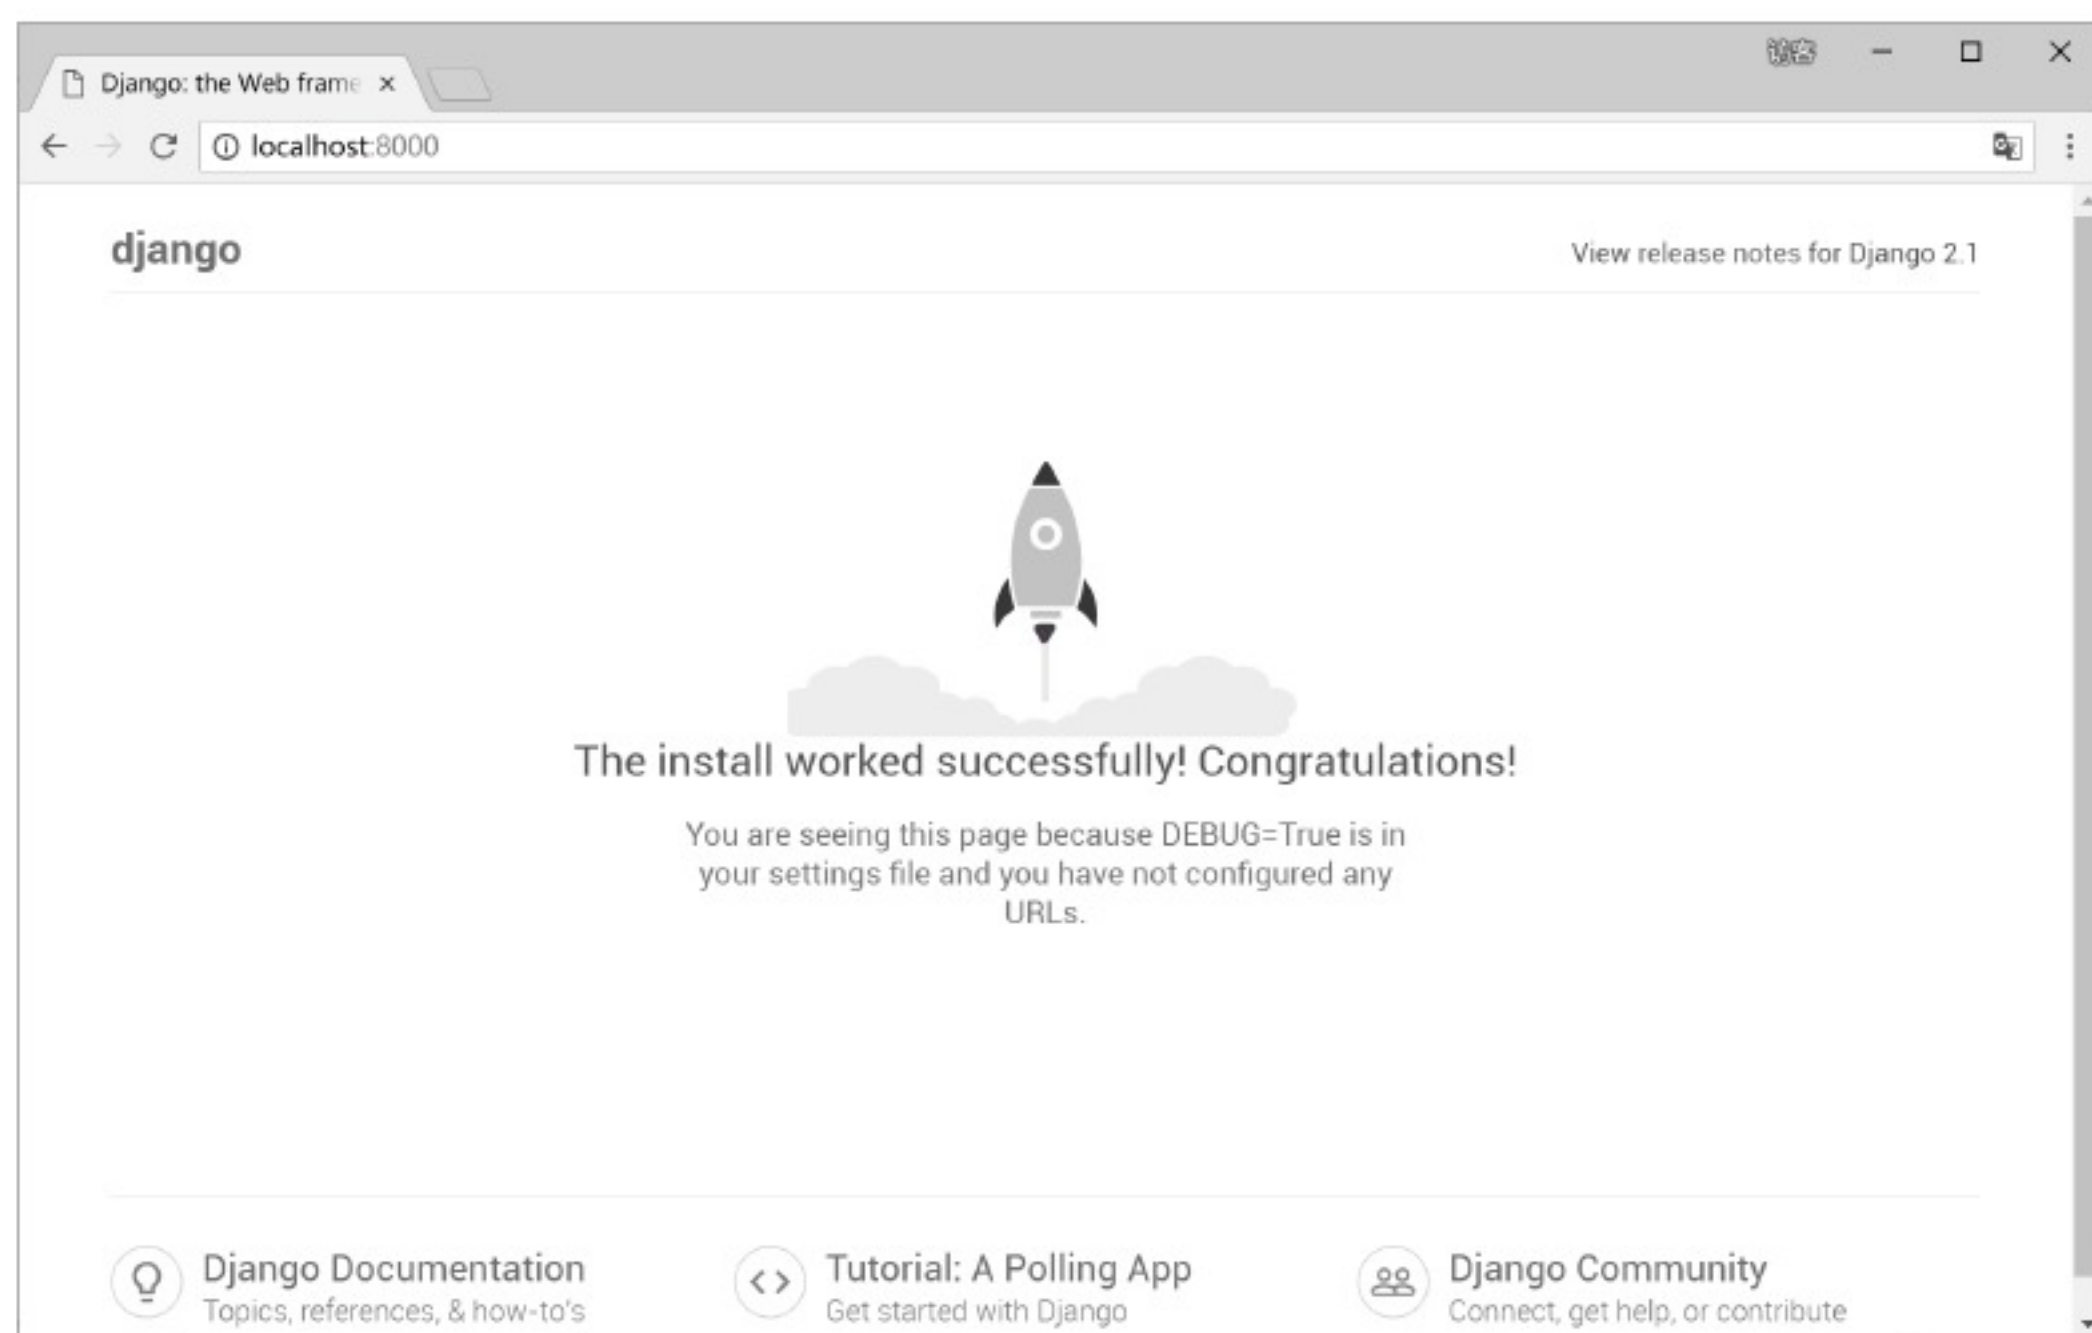 访客
Django: the Web frame
localhost:8000
django
View release notes for Django 2.1
The install worked successfully! Congratulations!
You are seeing this page because DEBUG=True is in
your settings file and you have not configured any
URLs.
Django Documentation
Topics, references, & how-to's
Tutorial: A Polling App
Get started with Django
Django Community
Connect, get help, or contribute